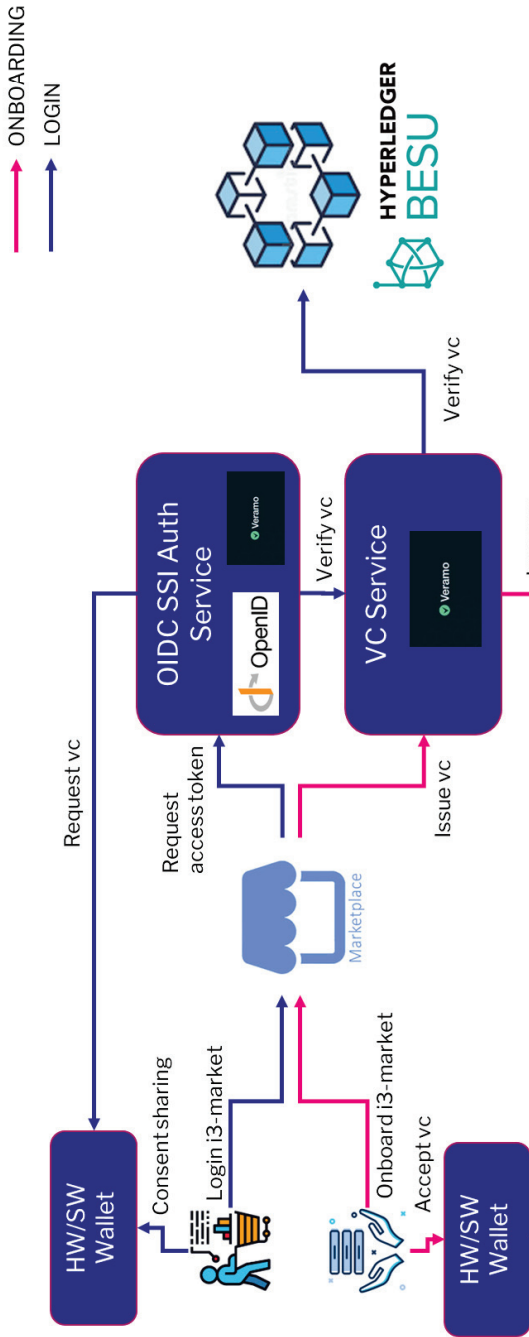 ONBOARDING
LOGIN
Request vc
HW/SW
Wallet
Consent sharing
Login i3-market
Onboard i3-market
Accept vc
HW/SW
Wallet
Marketplace
Request
access token
Issue vc
OIDC SSI Auth
Service
OpenID
Veramo
Verify vc
VC Service
Veramo
Verify vc
HYPERLEDGER
BESU